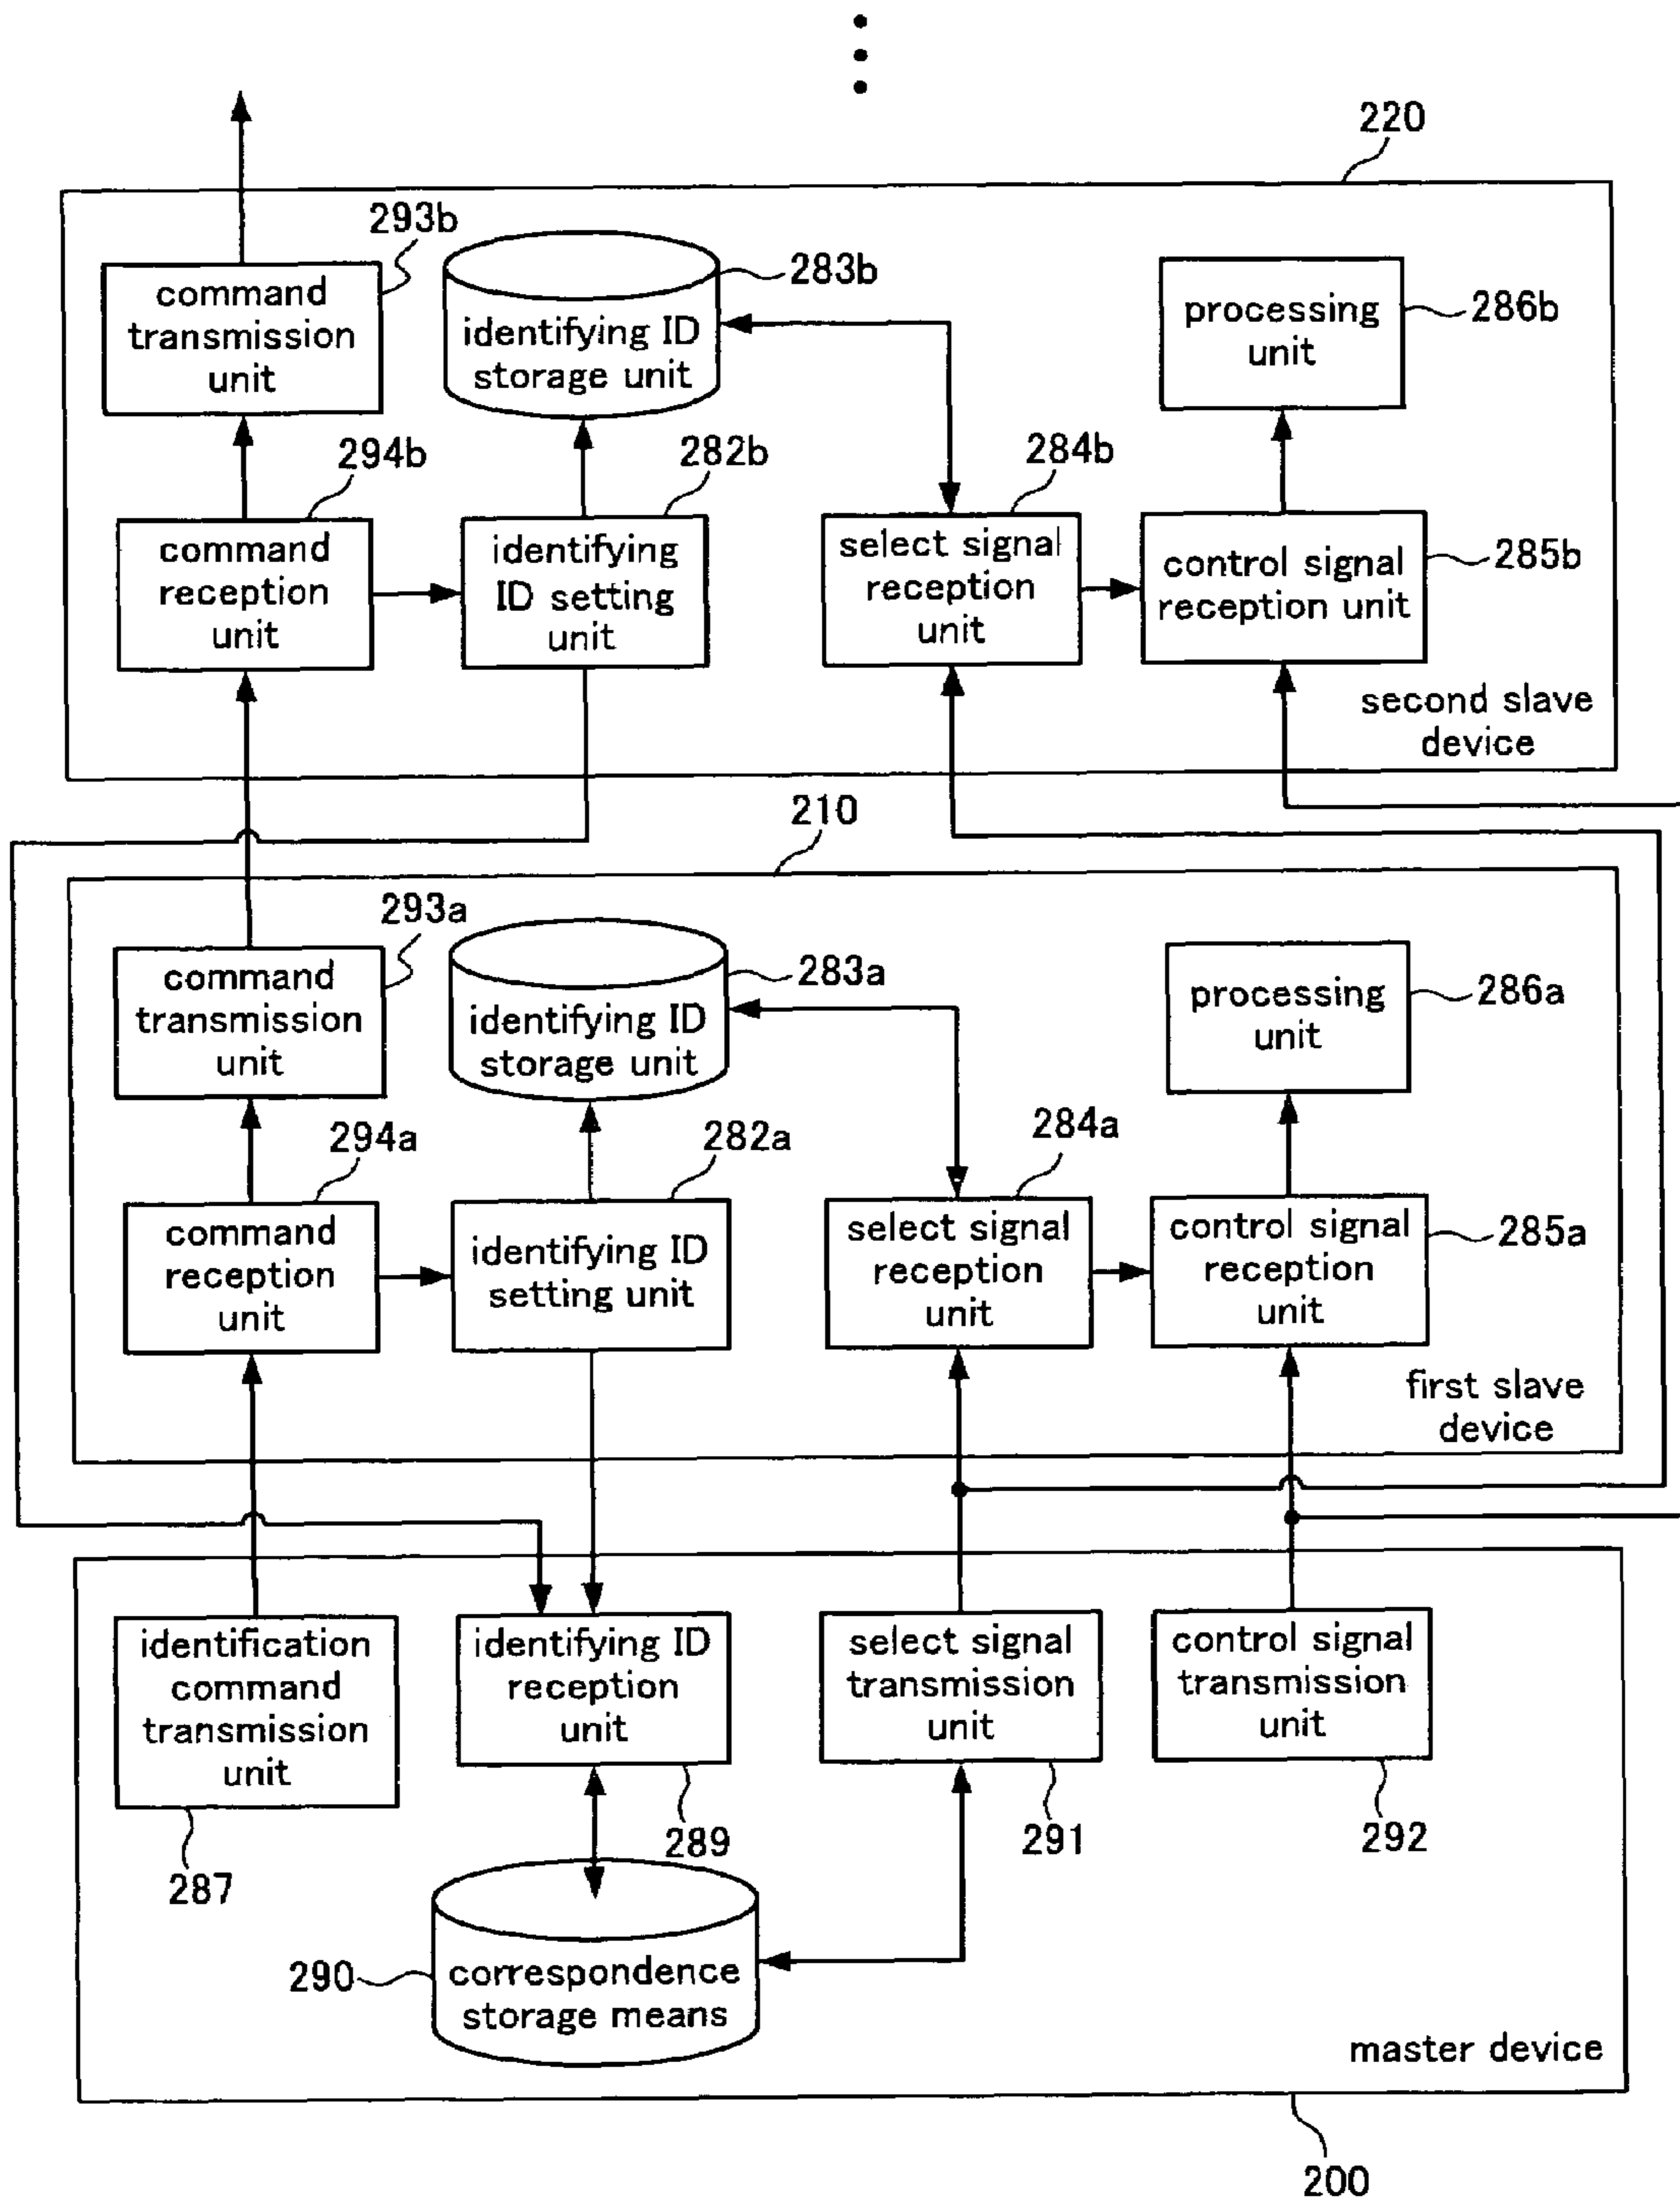 220
293b
command
transmission
unit
283b
identifying ID
storage unit
processing
unit
286b
294b
command
reception
unit
282b
identifying
ID setting
unit
284b
select signal
reception
unit
control signal
reception unit
285b
second slave
device
210
293a
command
transmission
unit
283a
identifying ID
storage unit
processing
unit
286a
294a
command
reception
unit
282a
identifying ID
setting unit
284a
select signal
reception
unit
control signal
reception
unit
285a
first slave
device
identification
command
transmission
unit
287
identifying ID
reception
unit
289
select signal
transmission
unit
291
control signal
transmission
unit
292
290
correspondence
storage means
master device
200